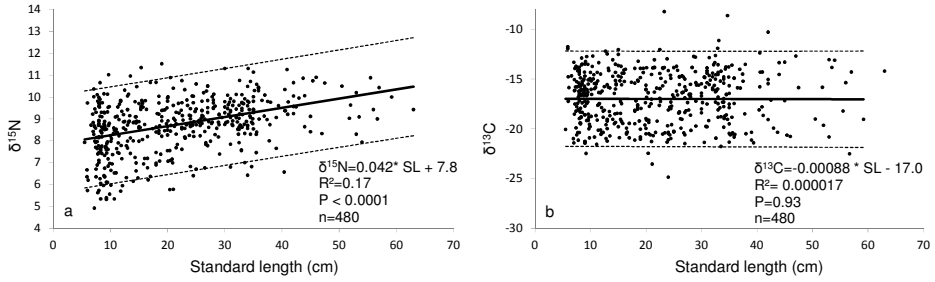 14
13
12
11
10
9
8
7
6
5
4
δ¹⁵N
δ¹⁵N=0.042* SL + 7.8
R²=0.17
P < 0.0001
n=480
a
0 10 20 30 40 50 60 70
Standard length (cm)
-10
-15
-20
-25
-30
δ¹³C
δ¹³C=-0.00088 * SL - 17.0
R²= 0.000017
P=0.93
n=480
b
0 10 20 30 40 50 60 70
Standard length (cm)